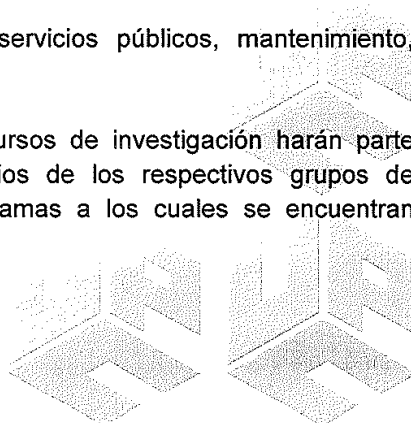 servicios públicos, mantenimiento,
ursos de investigación harán parte
ios de los respectivos grupos de
amas a los cuales se encuentran